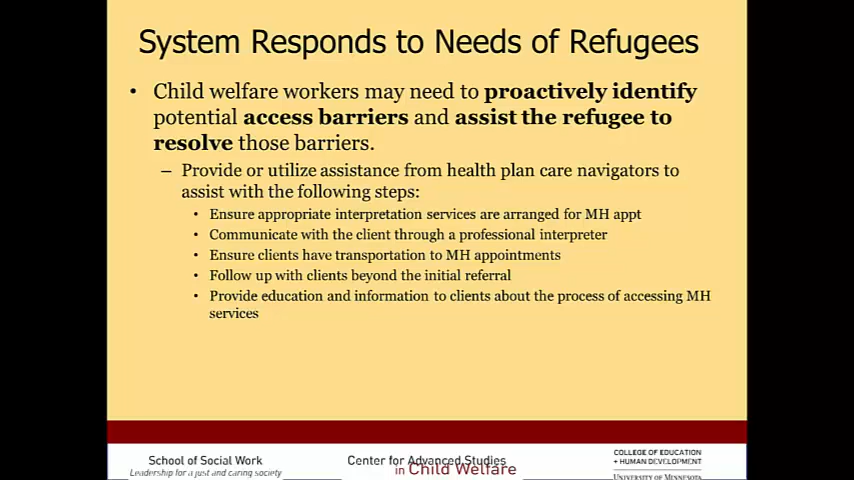 System Responds to Needs of Refugees
• Child welfare workers may need to proactively identify
potential access barriers and assist the refugee to
resolve those barriers.
– Provide or utilize assistance from health plan care navigators to
assist with the following steps:
• Ensure appropriate interpretation services are arranged for MH appt
• Communicate with the client through a professional interpreter
• Ensure clients have transportation to MH appointments
• Follow up with clients beyond the initial referral
• Provide education and information to clients about the process of accessing MH
services
School of Social Work
Leadership for a just and caring society
Center for Advanced Studies
in Child Welfare
COLLEGE OF EDUCATION
+ HUMAN DEVELOPMENT
UNIVERSITY OF MINNESOTA